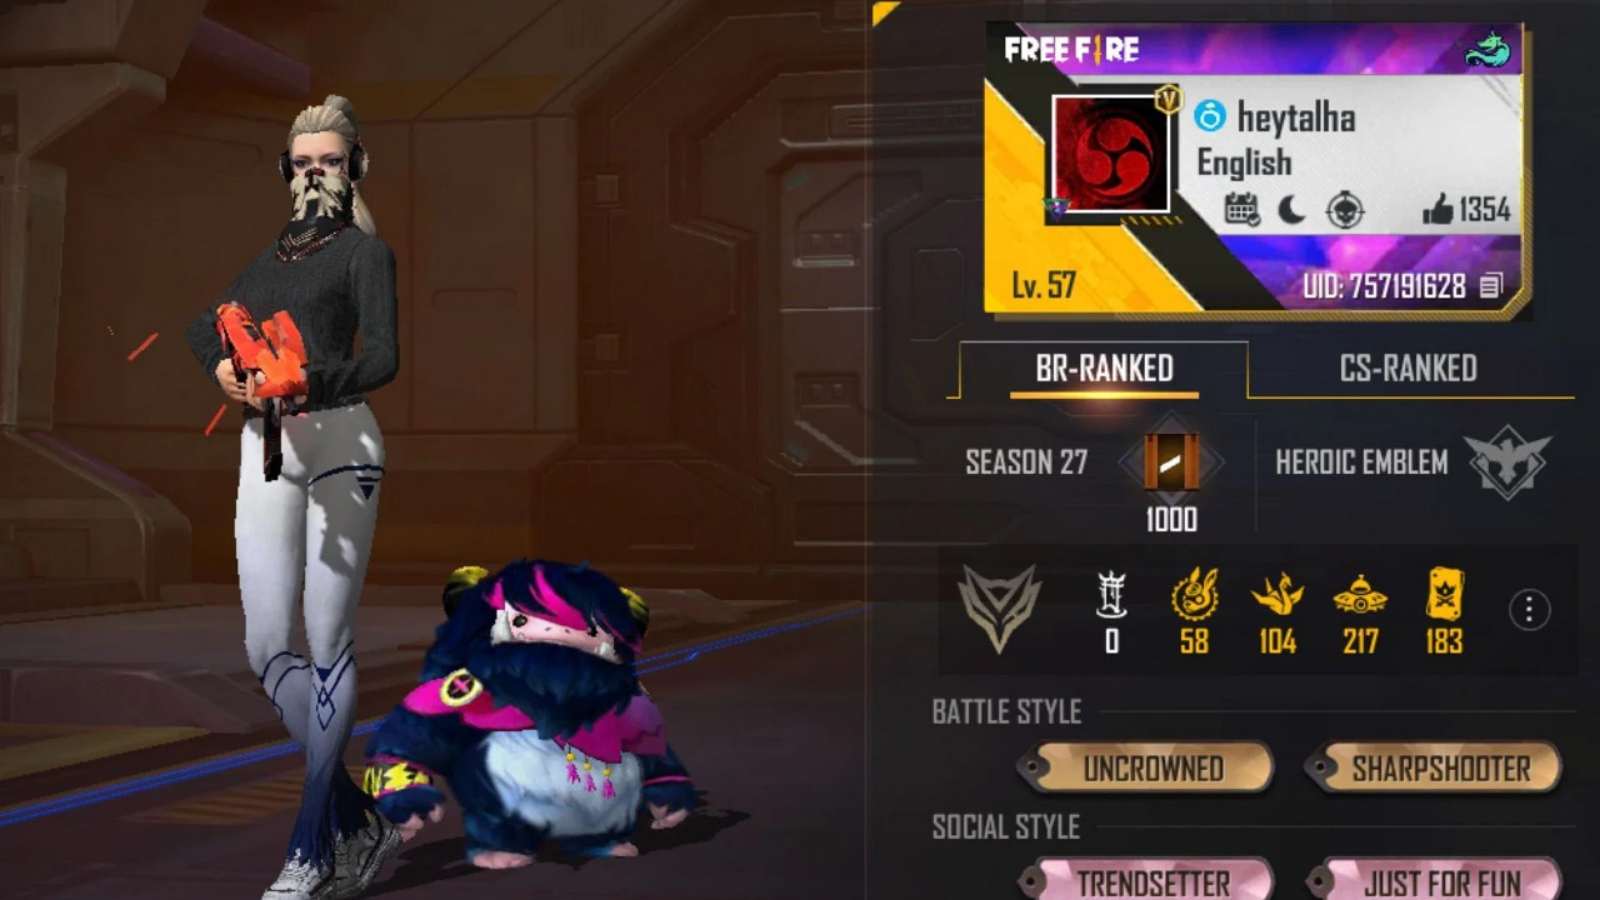 FREE FIRE
V
heytalha
English
1354
Lv. 57
UID: 757191628
BR-RANKED
CS-RANKED
SEASON 27
HEROIC EMBLEM
1000
0
58
104
217
183
BATTLE STYLE
UNCROWNED
SHARPSHOOTER
SOCIAL STYLE
TRENDSETTER
JUST FOR FUN